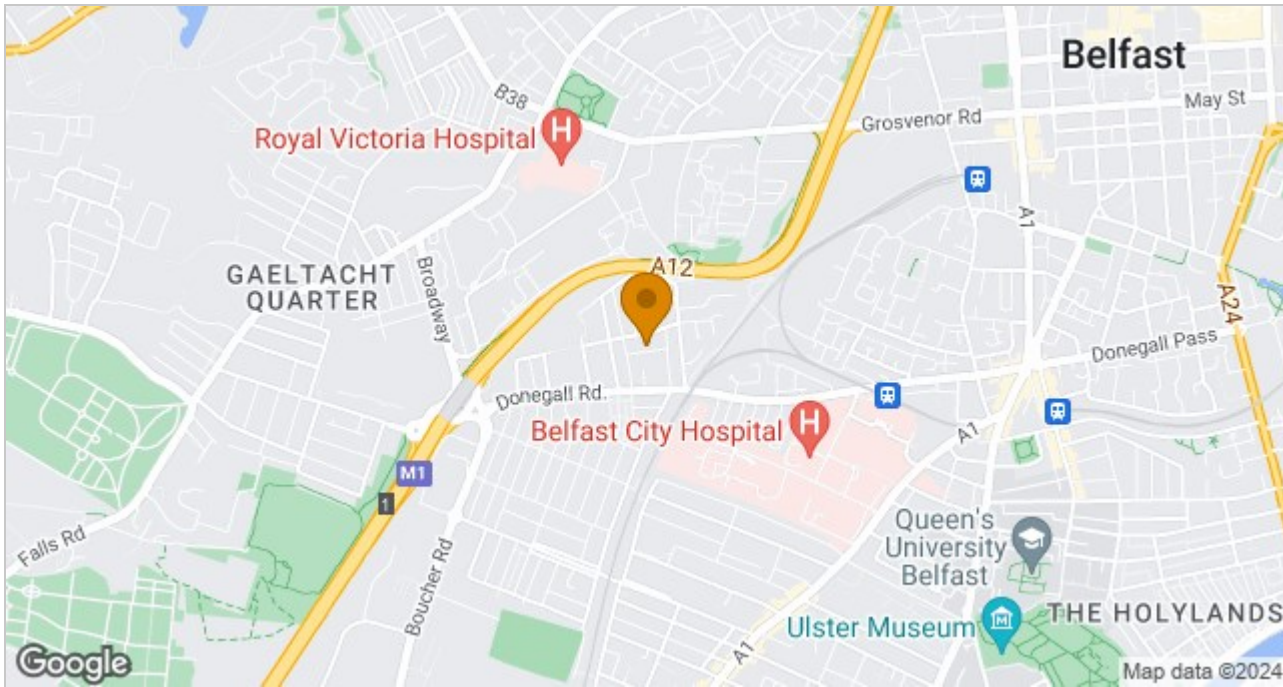 Belfast
B38
May St
Grosvenor Rd
Royal Victoria Hospital
H
A1
A12
GAELTACHT
QUARTER
Broadway
A24
Donegall Pass
Donegall Rd.
H
Belfast City Hospital
A1
M1
1
Queen's
University
Belfast
Falls Rd
Boucher Rd
THE HOLYLANDS
Ulster Museum
M
A1
Google
Map data ©2024